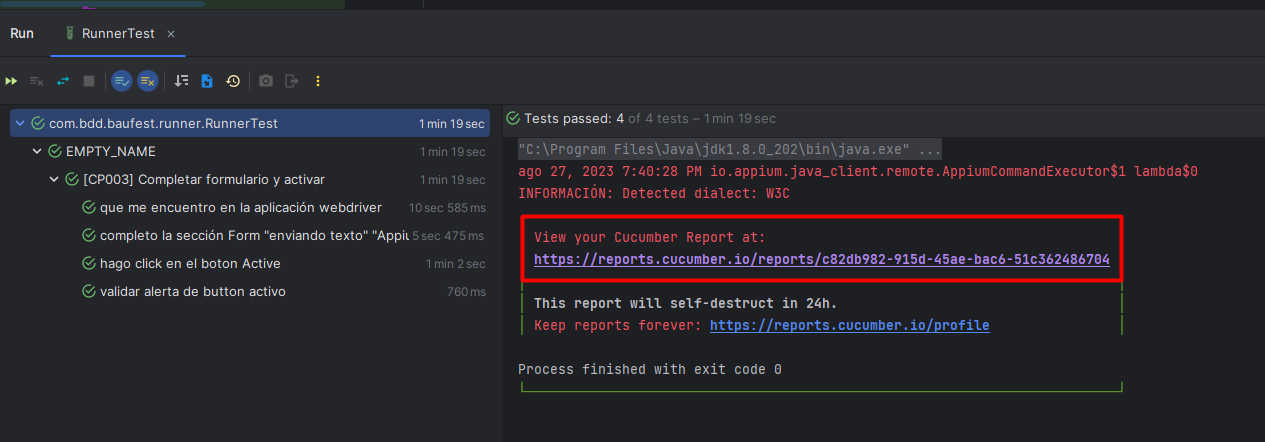 Run
RunnerTest
com.bdd.baufest.runner.RunnerTest 1 min 19 sec
EMPTY_NAME 1 min 19 sec
[CP003] Completar formulario y activar 1 min 19 sec
que me encuentro en la aplicación webdriver 10 sec 585 ms
completo la sección Form "enviando texto" "Appiu 5 sec 475 ms
hago click en el boton Active 1 min 2 sec
validar alerta de button activo 760 ms
Tests passed: 4 of 4 tests – 1 min 19 sec
"C:\Program Files\Java\jdk1.8.0_202\bin\java.exe" ...
ago 27, 2023 7:40:28 PM io.appium.java_client.remote.AppiumCommandExecutor$1 lambda$0
INFORMACIÓN: Detected dialect: W3C
View your Cucumber Report at:
https://reports.cucumber.io/reports/c82db982-915d-45ae-bac6-51c362486704
This report will self-destruct in 24h.
Keep reports forever: https://reports.cucumber.io/profile
Process finished with exit code 0